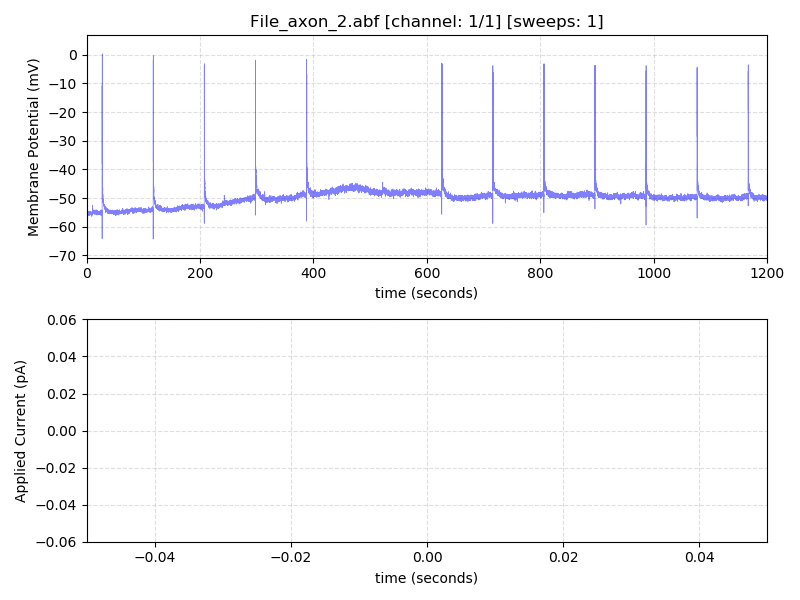 File_axon_2.abf [channel: 1/1] [sweeps: 1]
Membrane Potential (mV)
0
−10
−20
−30
−40
−50
−60
−70
0 200 400 600 800 1000 1200
time (seconds)
Applied Current (pA)
0.06
0.04
0.02
0.00
−0.02
−0.04
−0.06
−0.04 −0.02 0.00 0.02 0.04
time (seconds)